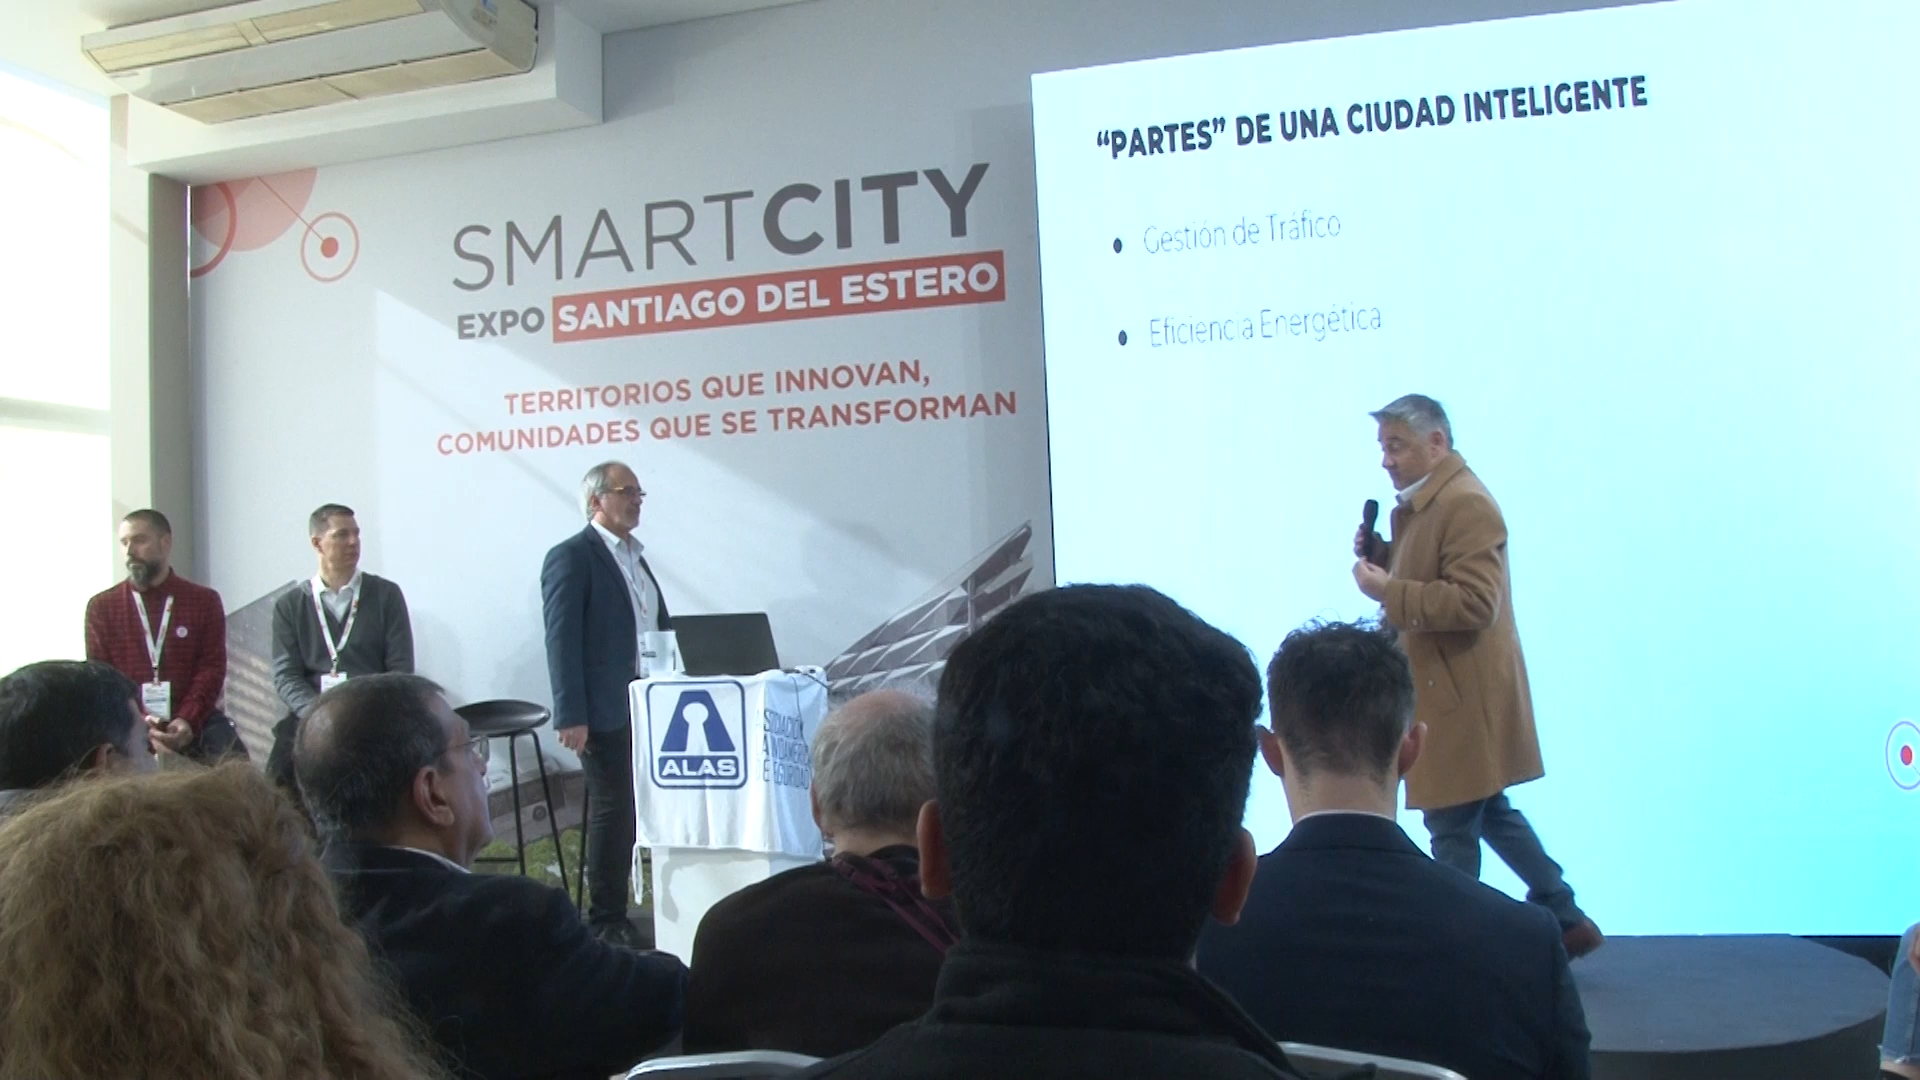 SMARTCITY
EXPO SANTIAGO DEL ESTERO
TERRITORIOS QUE INNOVAN,
COMUNIDADES QUE SE TRANSFORMAN
“PARTES” DE UNA CIUDAD INTELIGENTE
• Gestión de Tráfico
• Eficiencia Energética
ALAS